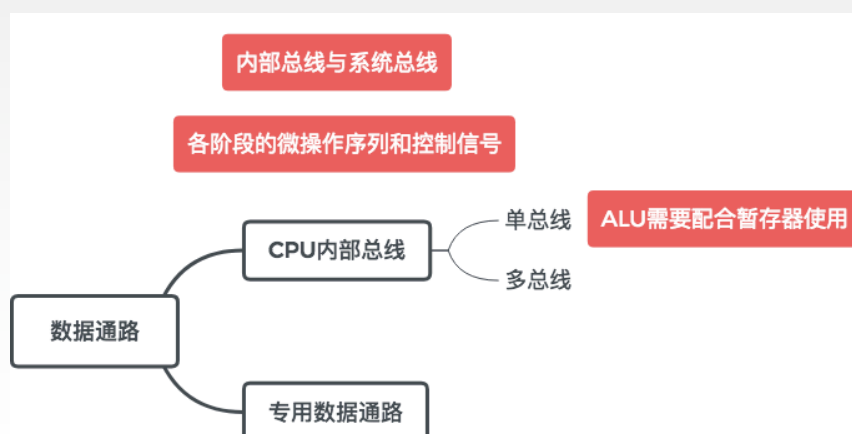 内部总线与系统总线
各阶段的微操作序列和控制信号
单总线
ALU需要配合暂存器使用
CPU内部总线
多总线
数据通路
专用数据通路